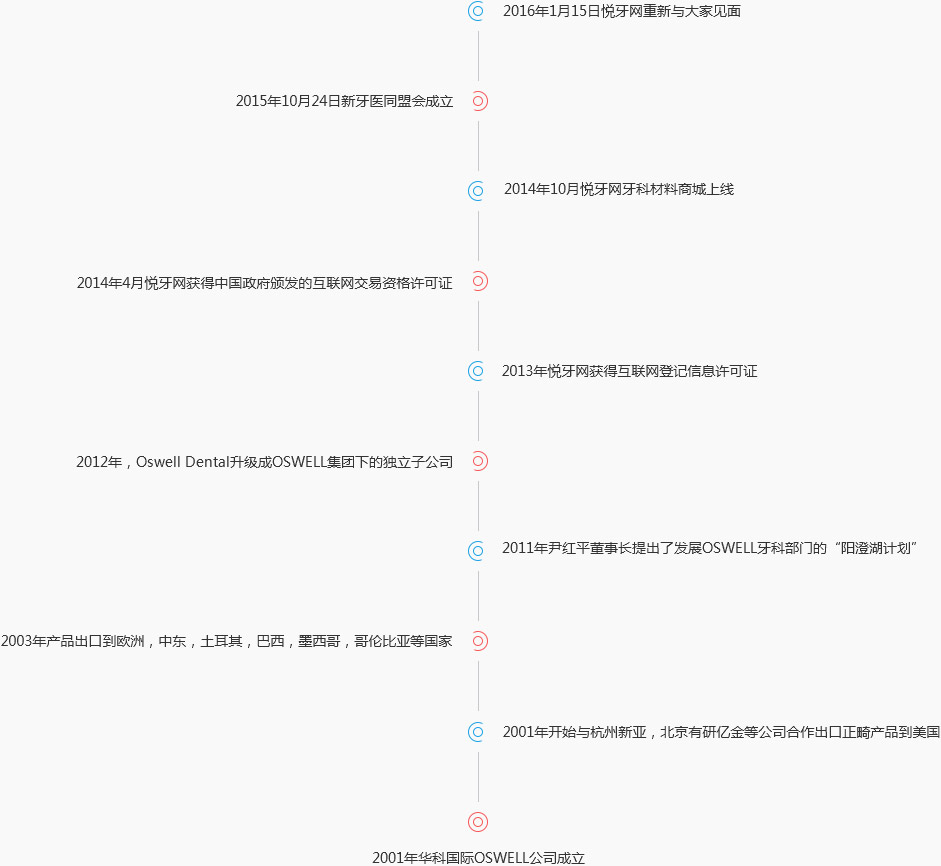 2016年1月15日悦牙网重新与大家见面
2015年10月24日新牙医同盟会成立
2014年10月悦牙网牙科材料商城上线
2014年4月悦牙网获得中国政府颁发的互联网交易资格许可证
2013年悦牙网获得互联网登记信息许可证
2012年，Oswell Dental升级成OSWELL集团下的独立子公司
2011年尹红平董事长提出了发展OSWELL牙科部门的“阳澄湖计划”
2003年产品出口到欧洲，中东，土耳其，巴西，墨西哥，哥伦比亚等国家
2001年开始与杭州新亚，北京有研亿金等公司合作出口正畸产品到美国
2001年华科国际OSWELL公司成立